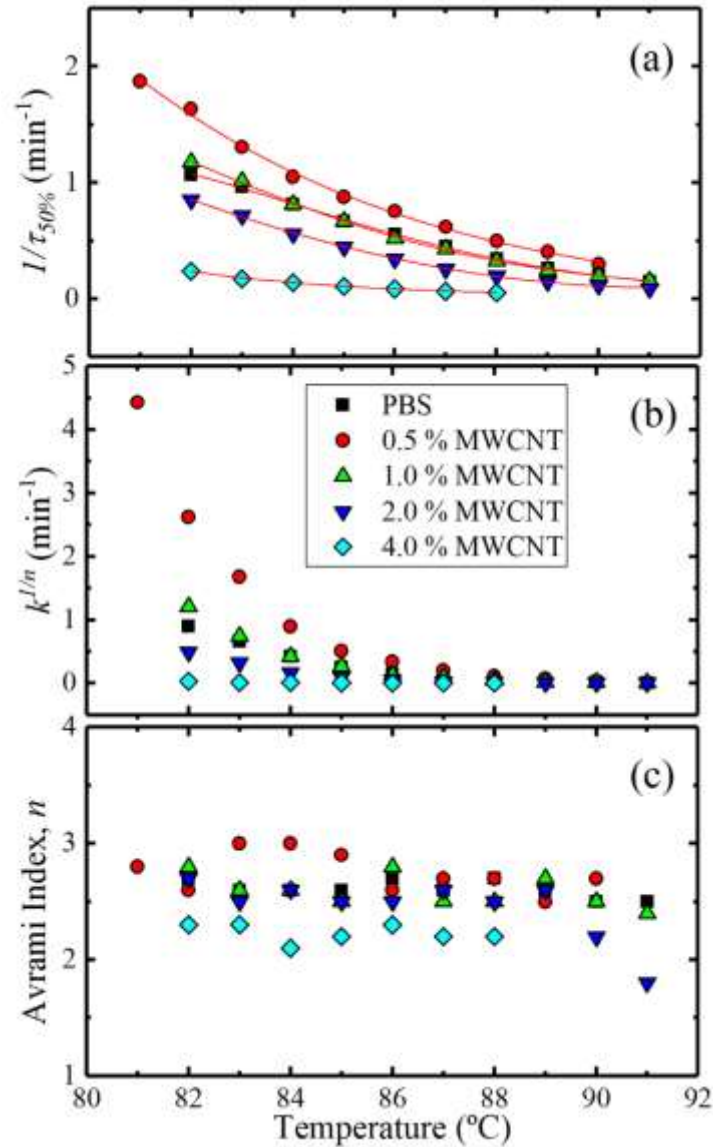 (a)
2
1
0
1/τ50% (min-1)
(b)
5
4
3
2
1
0
k1/n (min-1)
PBS
0.5 % MWCNT
1.0 % MWCNT
2.0 % MWCNT
4.0 % MWCNT
(c)
4
3
2
1
Avrami Index, n
80 82 84 86 88 90 92
Temperature (ºC)